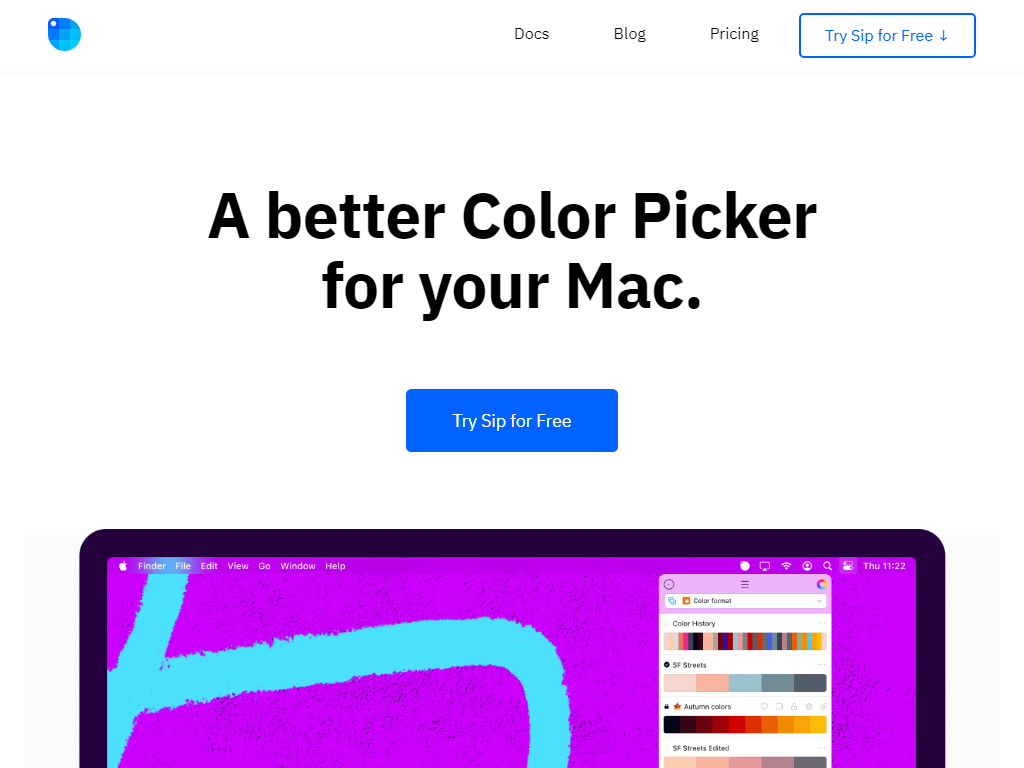 Docs
Blog
Pricing
Try Sip for Free ↓
A better Color Picker
for your Mac.
Try Sip for Free
Finder File Edit View Go Window Help
Thu 11:22
Color format
Color History
SF Streets
Autumn colors
SF Streets Edited